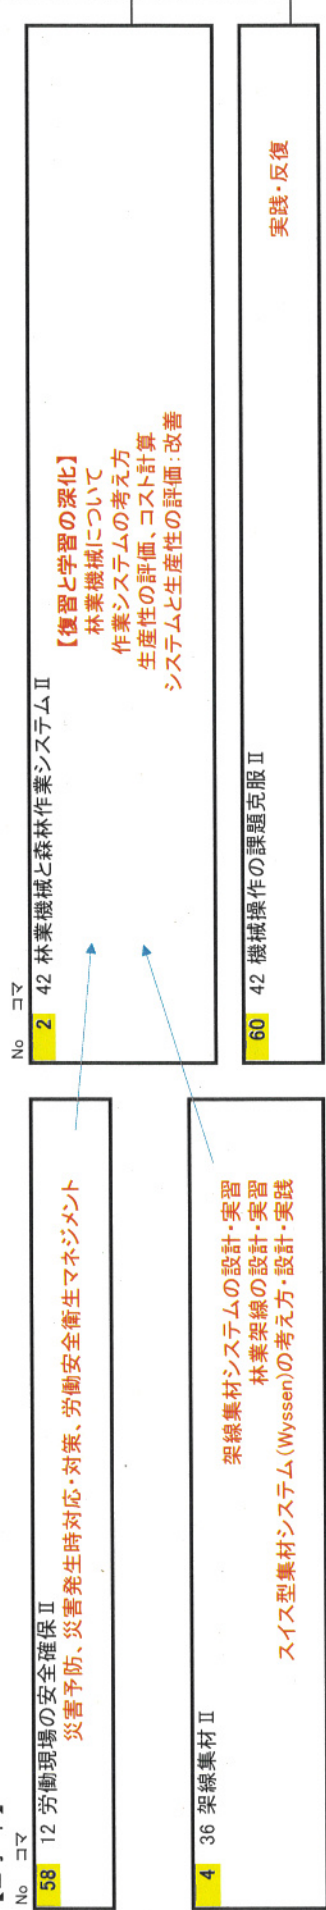 No コマ
58 12 労働現場の安全確保Ⅱ
災害予防、災害発生時対応・対策、労働安全衛生マネジメント
4 36 架線集材Ⅱ
架線集材システムの設計・実習
林業架線の設計・実習
スイス型集材システム(Wyssen)の考え方・設計・実践
No コマ
2 42 林業機械と森林作業システムⅡ
【復習と学習の深化】
林業機械について
作業システムの考え方
生産性の評価、コスト計算
システムと生産性の評価:改善
60 42 機械操作の課題克服Ⅱ
実践・反復